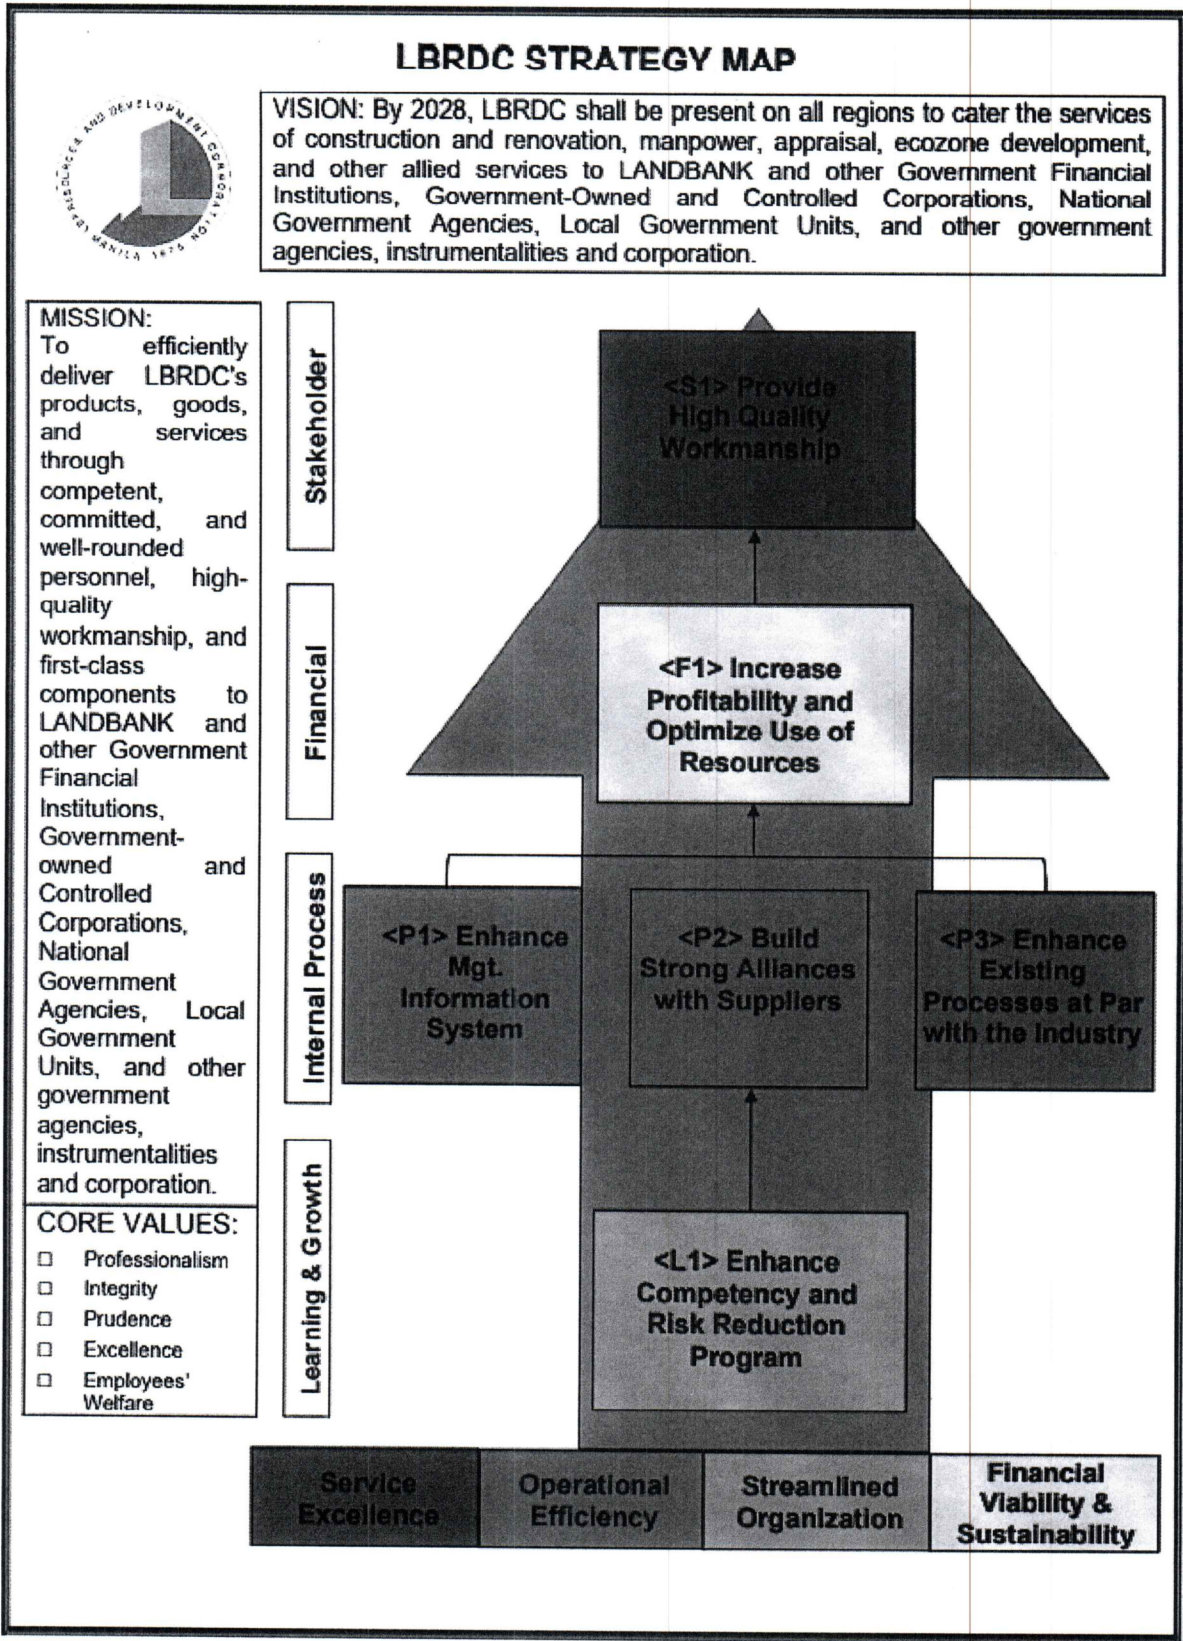 LBRDC STRATEGY MAP
RESOURCES AND DEVELOPMENT CORPORATION
MANILA 1975
VISION: By 2028, LBRDC shall be present on all regions to cater the services
of construction and renovation, manpower, appraisal, ecozone development,
and other allied services to LANDBANK and other Government Financial
Institutions, Government-Owned and Controlled Corporations, National
Government Agencies, Local Government Units, and other government
agencies, instrumentalities and corporation.
MISSION:
To efficiently
deliver LBRDC's
products, goods,
and services
through
competent,
committed, and
well-rounded
personnel, high-
quality
workmanship, and
first-class
components to
LANDBANK and
other Government
Financial
Institutions,
Government-
owned and
Controlled
Corporations,
National
Government
Agencies, Local
Government
Units, and other
government
agencies,
instrumentalities
and corporation.
CORE VALUES:
☐ Professionalism
☐ Integrity
☐ Prudence
☐ Excellence
☐ Employees'
Welfare
Stakeholder
<S1> Provide
High Quality
Workmanship
Financial
<F1> Increase
Profitability and
Optimize Use of
Resources
Internal Process
<P1> Enhance
Mgt.
Information
System
<P2> Build
Strong Alliances
with Suppliers
<P3> Enhance
Existing
Processes at Par
with the Industry
Learning & Growth
<L1> Enhance
Competency and
Risk Reduction
Program
Service
Excellence
Operational
Efficiency
Streamlined
Organization
Financial
Viability &
Sustainability